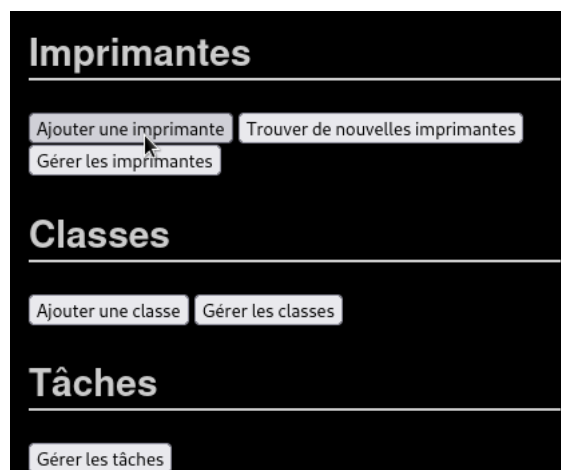 Imprimantes
Ajouter une imprimante Trouver de nouvelles imprimantes
Gérer les imprimantes
Classes
Ajouter une classe Gérer les classes
Tâches
Gérer les tâches